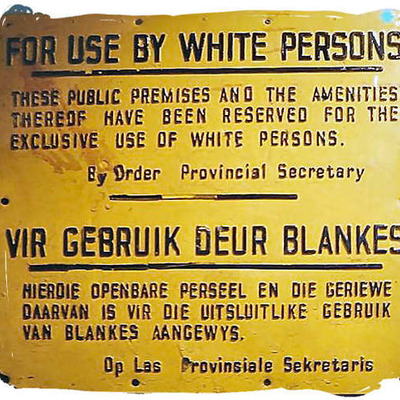 FOR USE BY WHITE PERSONS
THESE PUBLIC PREMISES AND THE AMENITIES
THEREOF HAVE BEEN RESERVED FOR THE
EXCLUSIVE USE OF WHITE PERSONS.
By Order Provincial Secretary
VIR GEBRUIK DEUR BLANKES
HIERDIE OPENBARE PERSEEL EN DIE GERIEWE
DAARVAN IS VIR DIE UITSLUITLIKE GEBRUIK
VAN BLANKES AANGEWYS.
Op Las Provinsiale Sekretaris